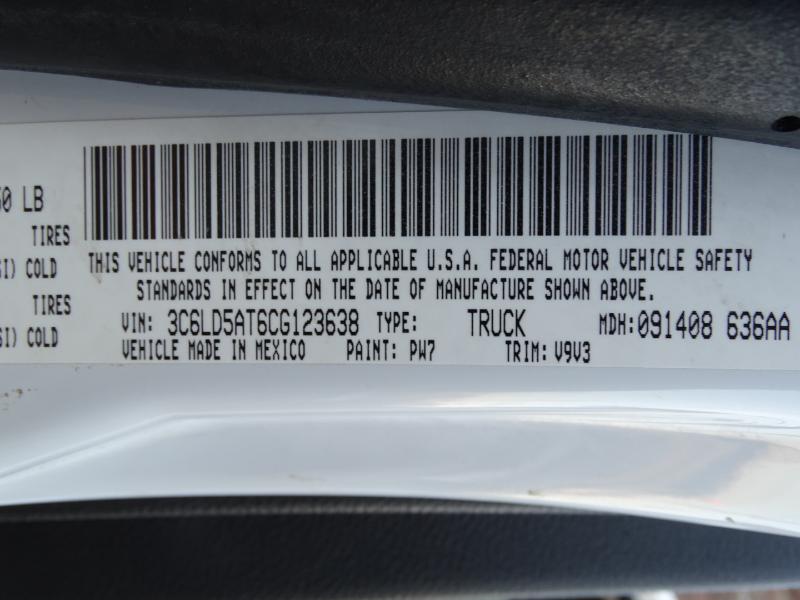 50 LB
TIRES
SI) COLD
TIRES
SI) COLD
THIS VEHICLE CONFORMS TO ALL APPLICABLE U.S.A. FEDERAL MOTOR VEHICLE SAFETY
STANDARDS IN EFFECT ON THE DATE OF MANUFACTURE SHOWN ABOVE.
VIN: 3C6LD5AT6CG123638 TYPE: TRUCK MDH: 091408 636AA
VEHICLE MADE IN MEXICO PAINT: PW7 TRIM: V9V3